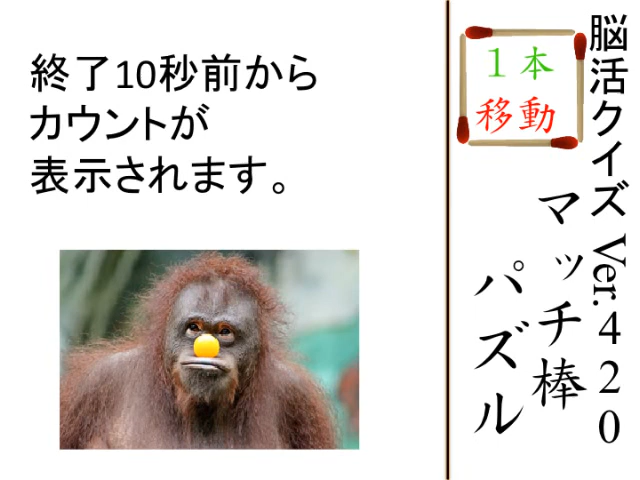 終了10秒前から
カウントが
表示されます。
1本
移動
脳活クイズ Ver.420
マッチ棒
パズル